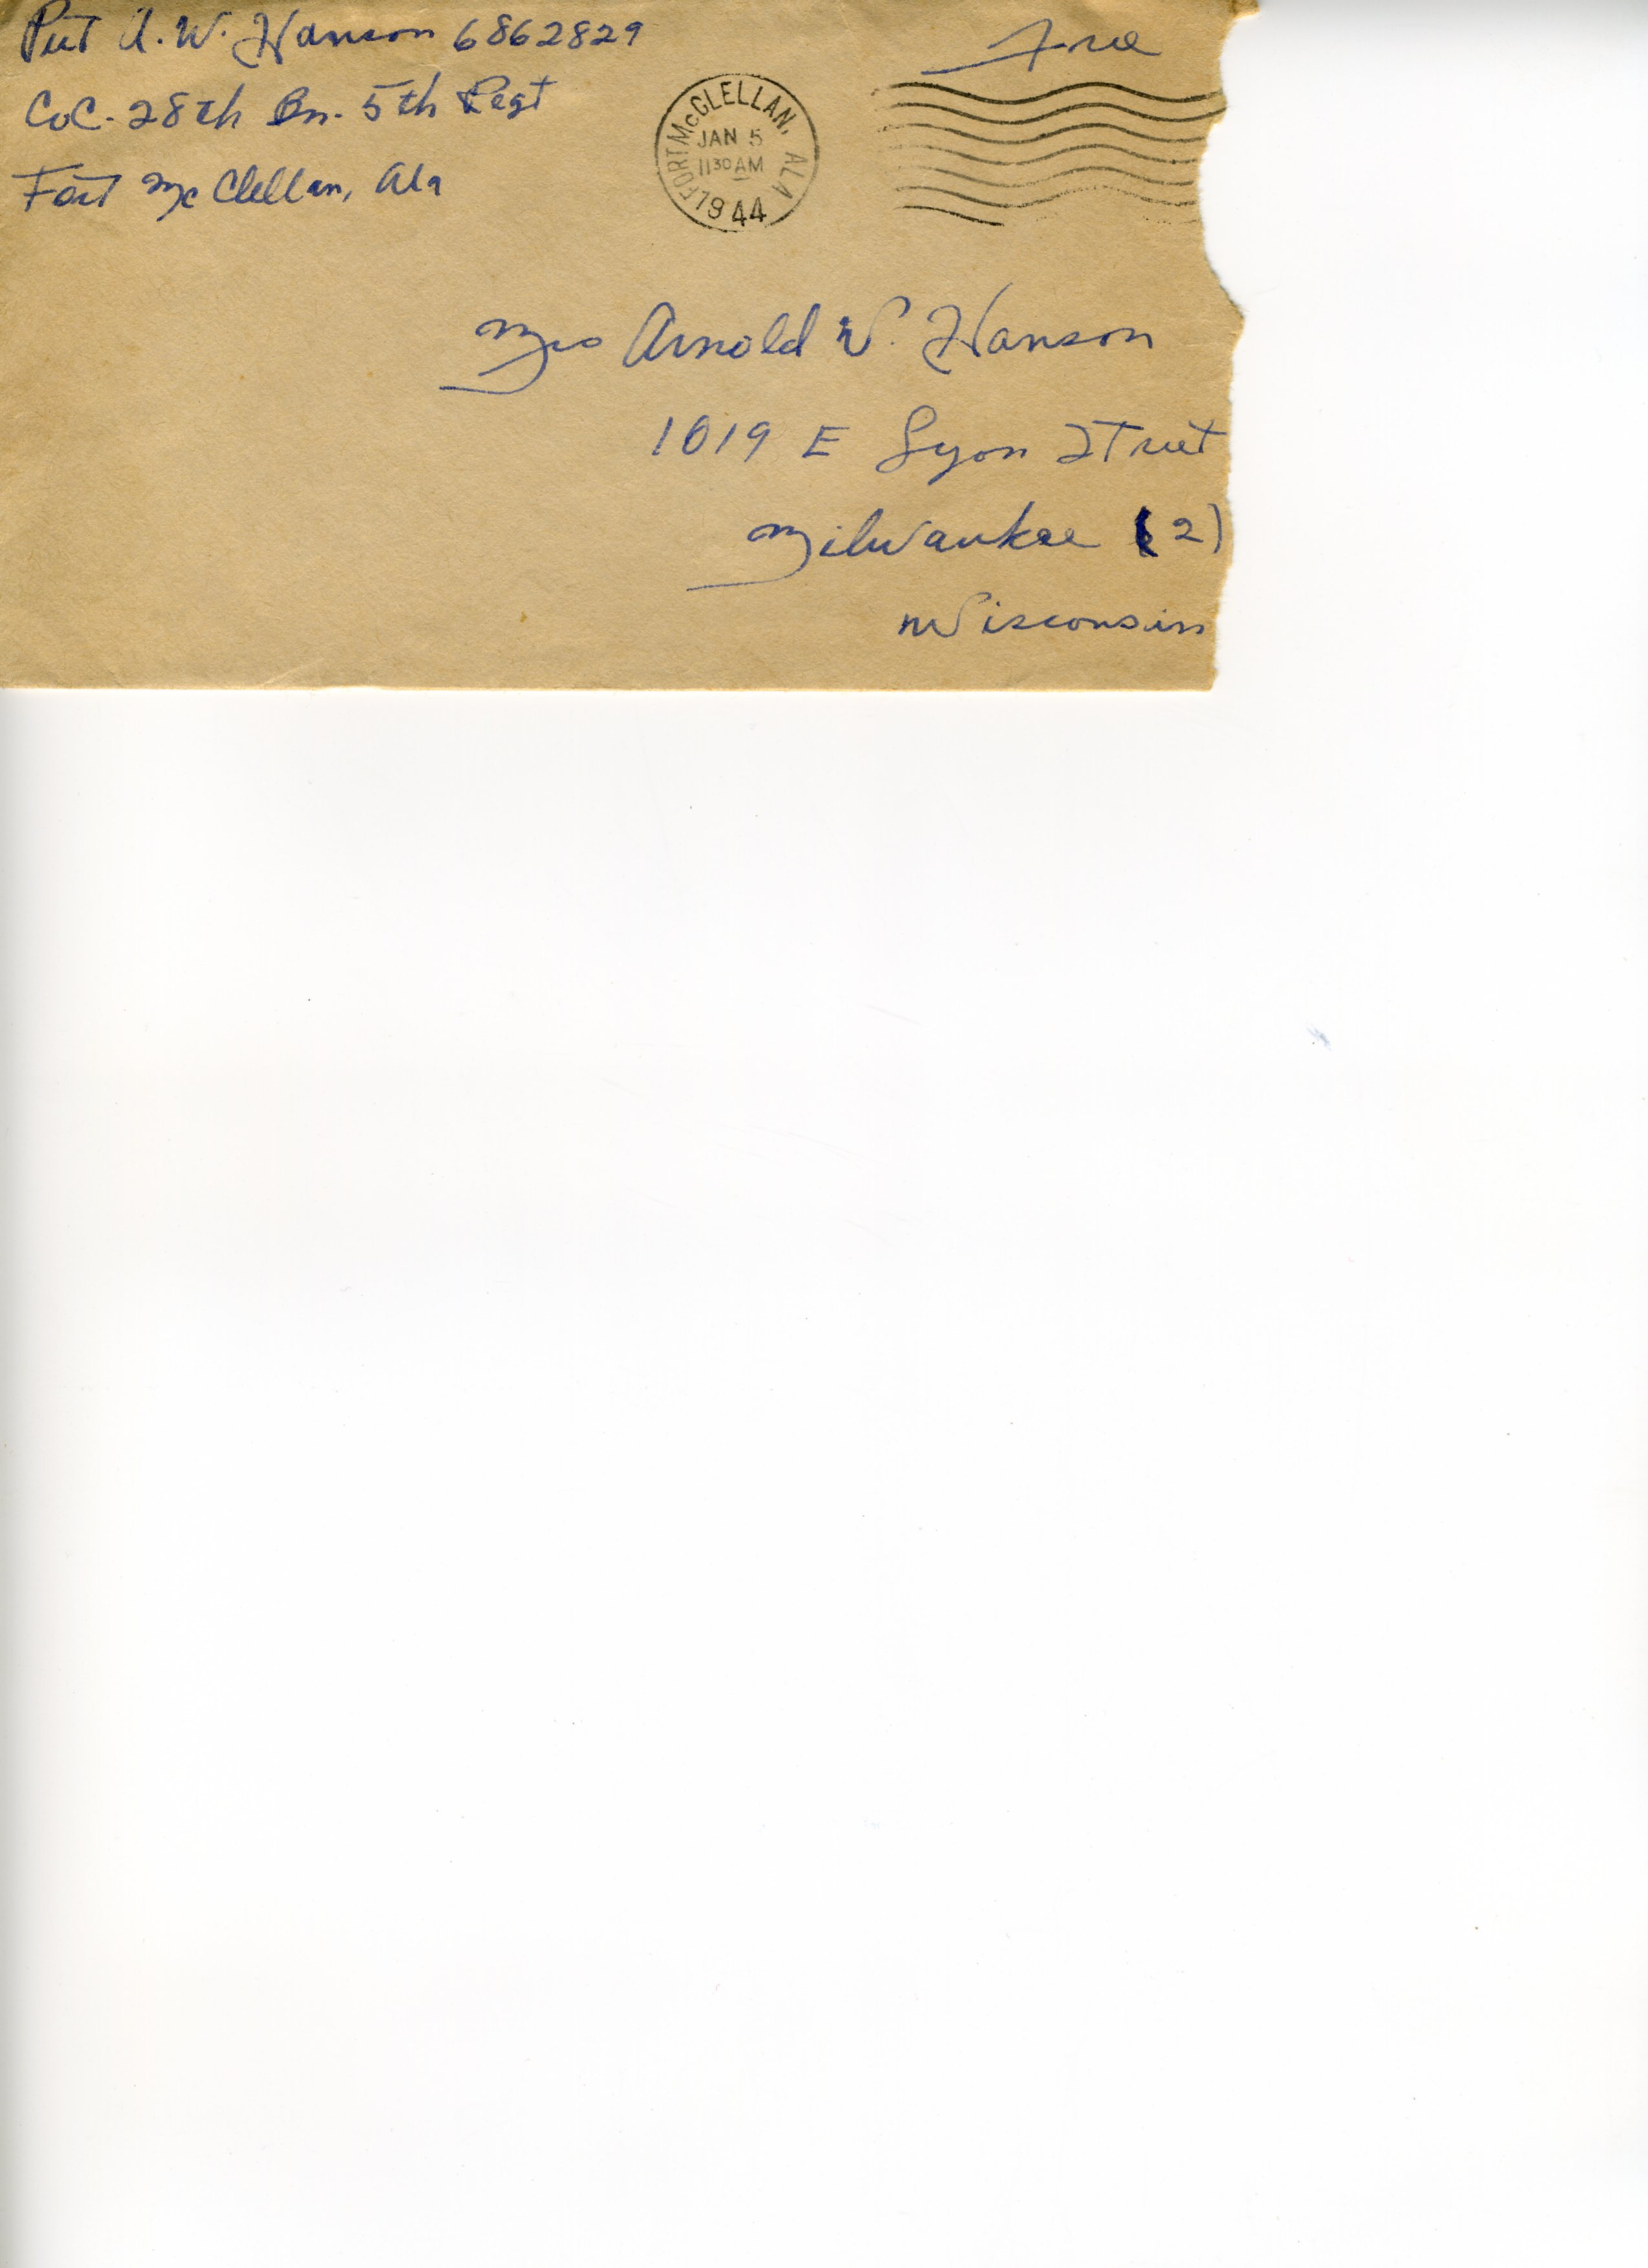 Pvt A. W. Hanson 6862829
Co C. 28th Bn. 5th Regt
Fort McClellan, Ala
Free
FORT McCLELLAN, ALA
JAN 5
1130 AM
1944
Mrs Arnold W. Hanson
1019 E Lyon Street
Milwaukee (2)
Wisconsin